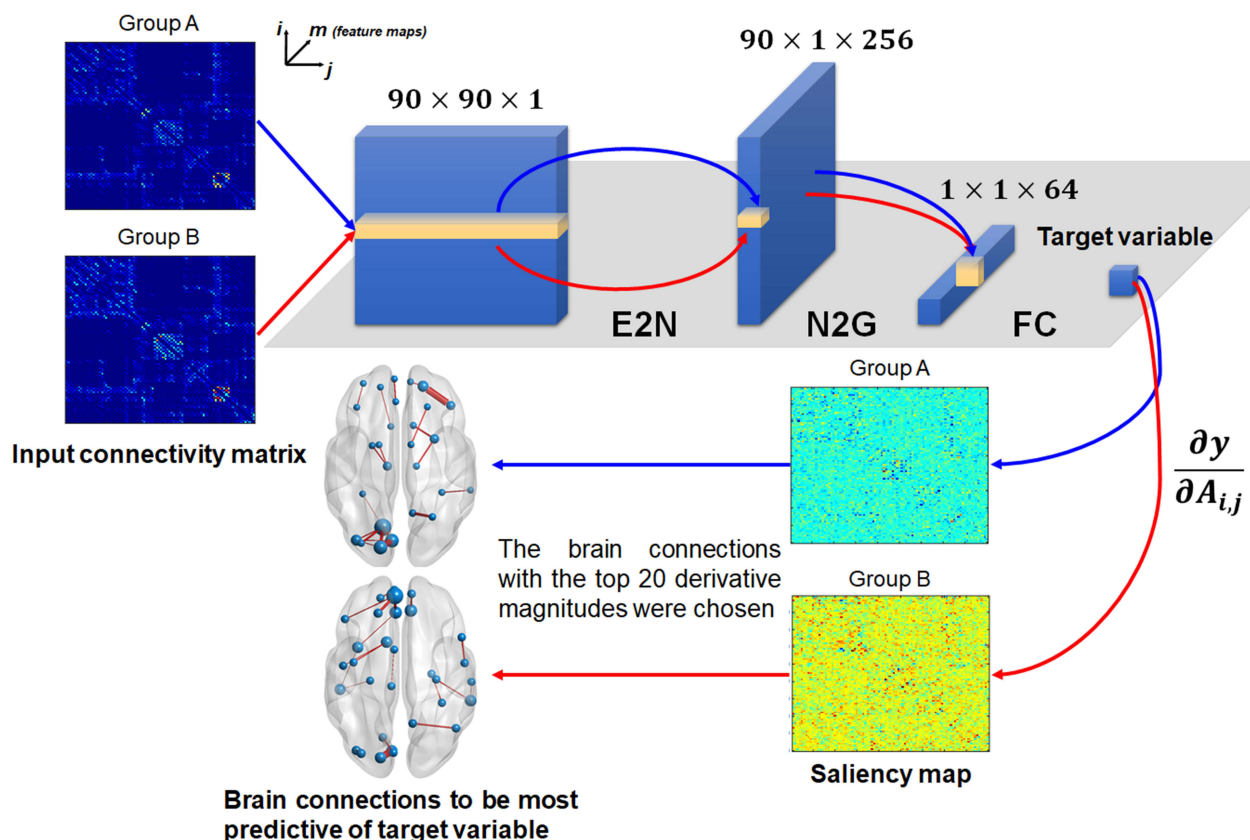 Group A
i
m (feature maps)
j
90 × 90 × 1
90 × 1 × 256
1 × 1 × 64
Target variable
Group B
E2N
N2G
FC
Input connectivity matrix
Group A
∂y
∂A_{i,j}
The brain connections
with the top 20 derivative
magnitudes were chosen
Group B
Saliency map
Brain connections to be most
predictive of target variable